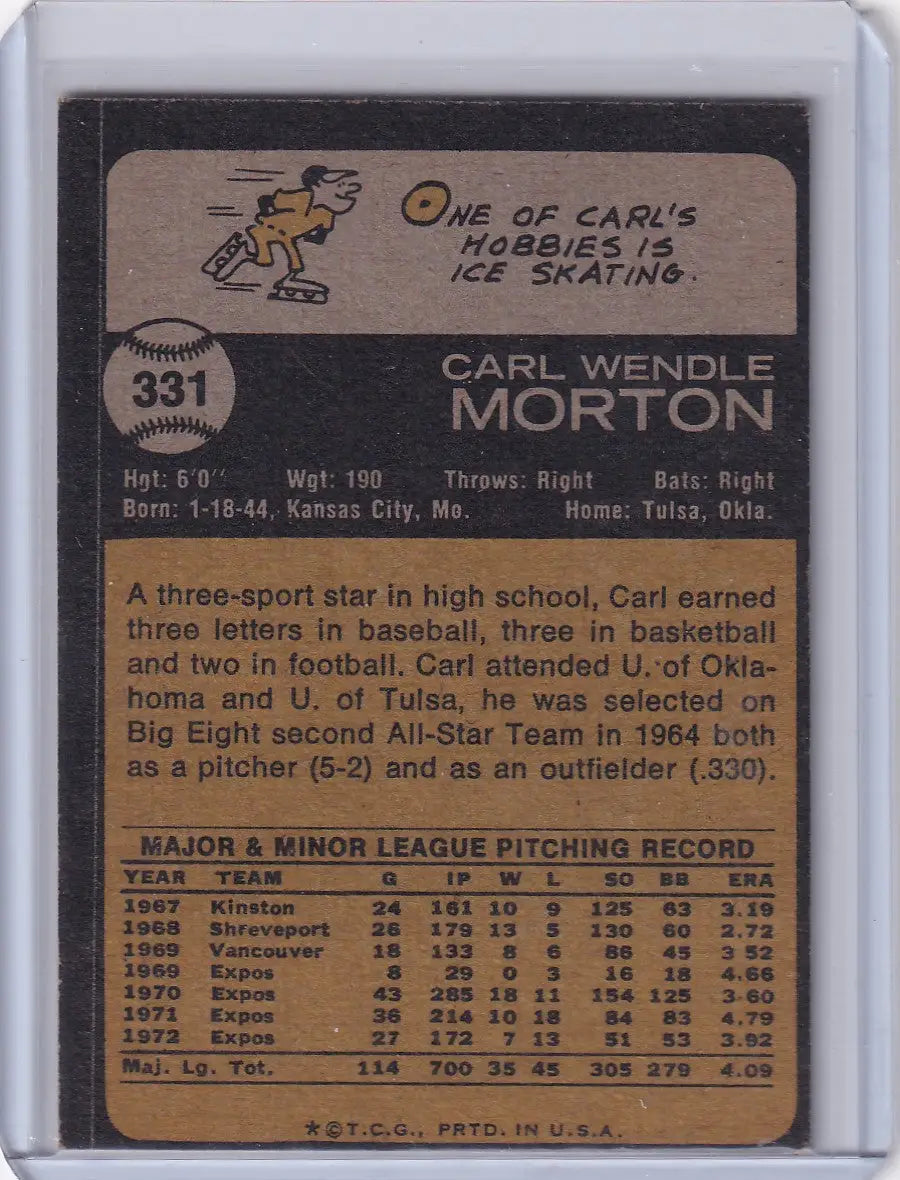 ONE OF CARL'S
HOBBIES IS
ICE SKATING.
331
CARL WENDLE
MORTON
Hgt: 6'0'' Wgt: 190 Throws: Right Bats: Right
Born: 1-18-44, Kansas City, Mo. Home: Tulsa, Okla.
A three-sport star in high school, Carl earned
three letters in baseball, three in basketball
and two in football. Carl attended U. of Okla-
homa and U. of Tulsa, he was selected on
Big Eight second All-Star Team in 1964 both
as a pitcher (5-2) and as an outfielder (.330).
MAJOR & MINOR LEAGUE PITCHING RECORD
YEAR TEAM G IP W L SO BB ERA
1967 Kinston 24 161 10 9 125 63 3.19
1968 Shreveport 26 179 13 5 130 60 2.72
1969 Vancouver 18 133 8 6 86 45 3 52
1969 Expos 8 29 0 3 16 18 4.66
1970 Expos 43 285 18 11 154 125 3.60
1971 Expos 36 214 10 18 84 83 4.79
1972 Expos 27 172 7 13 51 53 3.92
Maj. Lg. Tot. 114 700 35 45 305 279 4.09
*©T.C.G., PRTD. IN U.S.A.